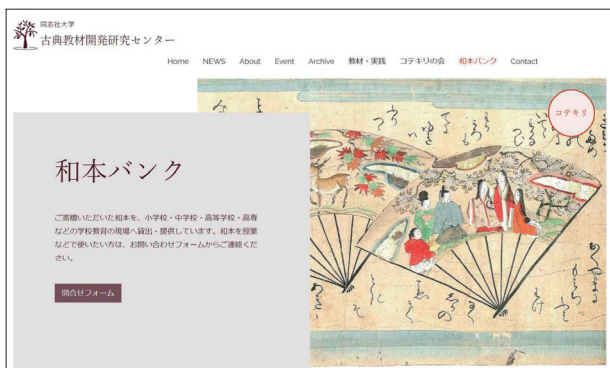 同志社大学
古典教材開発研究センター
Home NEWS About Event Archive 教材・実践 コテキリの会 和本バンク Contact
コテキリ
和本バンク
ご寄贈いただいた和本を、小学校・中学校・高等学校・高専
などの学校教育の現場へ貸出・提供しています。和本を授業
などで使いたい方は、お問い合わせフォームからご連絡くだ
さい。
問合せフォーム